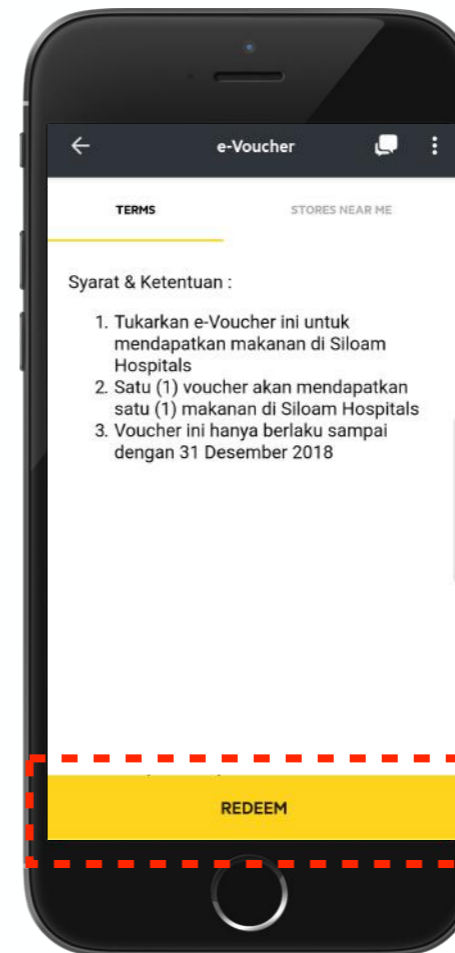 e-Voucher
TERMS
STORES NEAR ME
Syarat & Ketentuan :
1. Tukarkan e-Voucher ini untuk
mendapatkan makanan di Siloam
Hospitals
2. Satu (1) voucher akan mendapatkan
satu (1) makanan di Siloam Hospitals
3. Voucher ini hanya berlaku sampai
dengan 31 Desember 2018
REDEEM